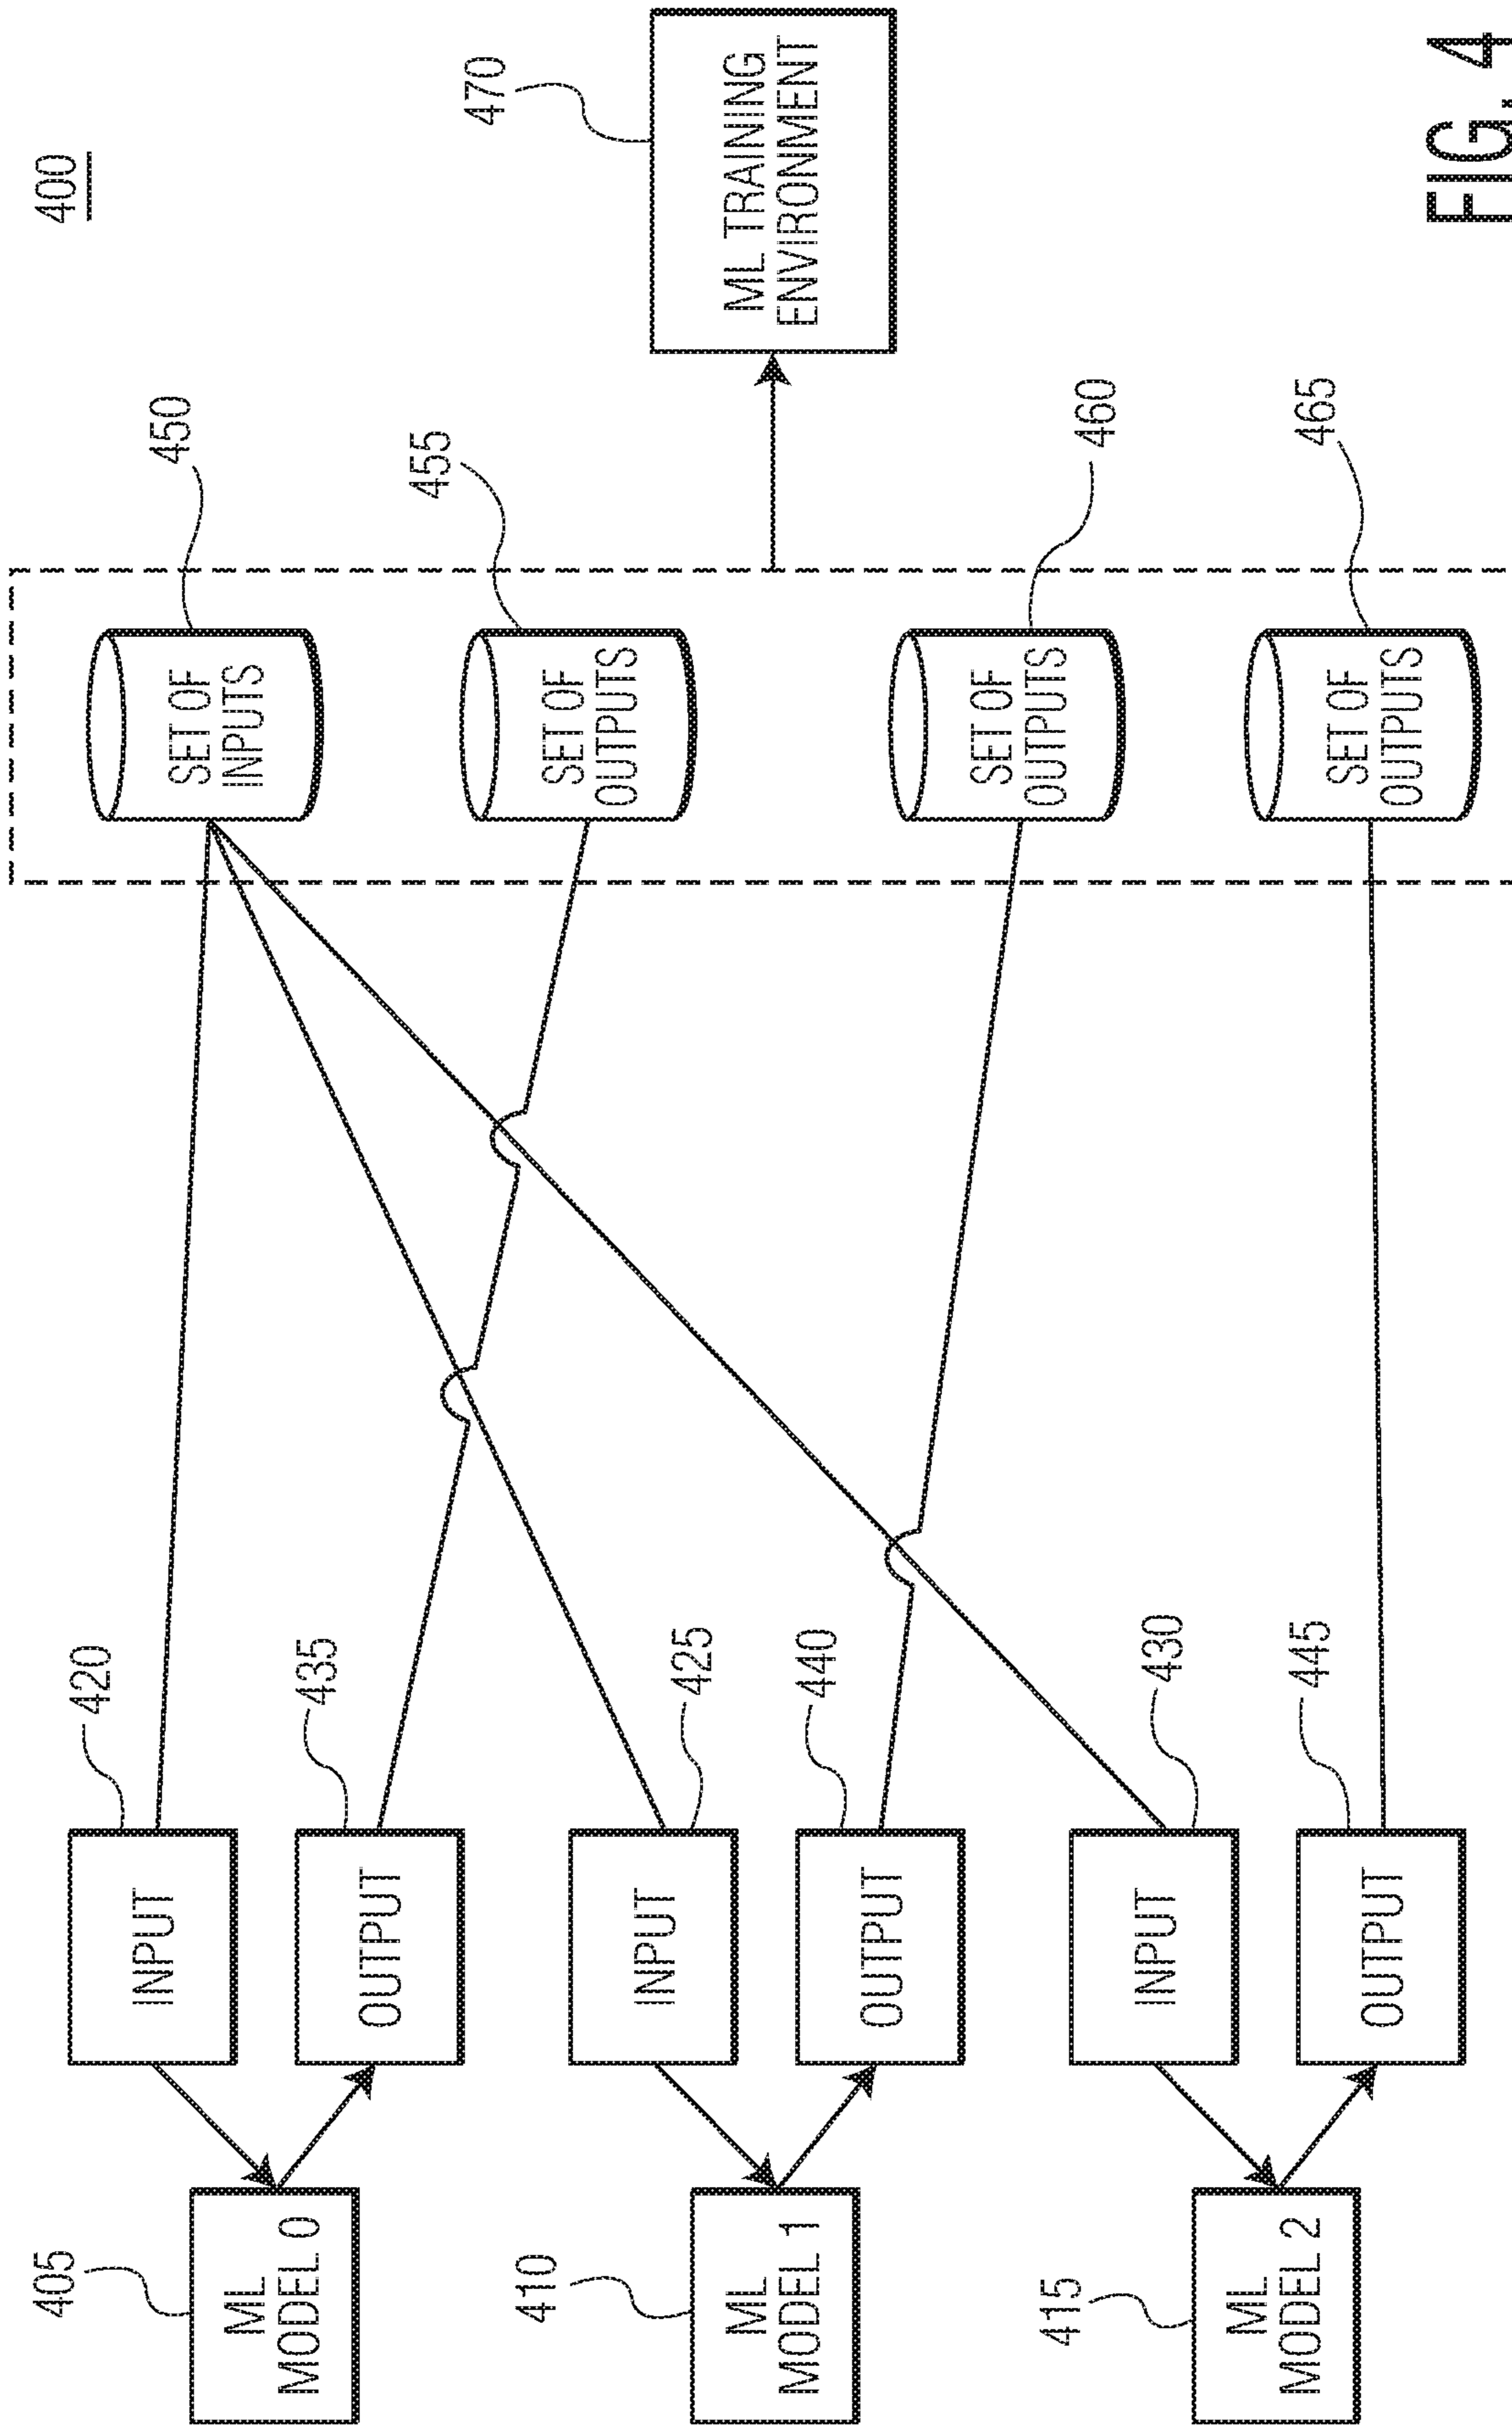 400
405
ML
MODEL 0
420
INPUT
435
OUTPUT
450
SET OF
INPUTS
455
SET OF
OUTPUTS
470
ML TRAINING
ENVIRONMENT
410
ML
MODEL 1
425
INPUT
440
OUTPUT
460
SET OF
OUTPUTS
415
ML
MODEL 2
430
INPUT
445
OUTPUT
465
SET OF
OUTPUTS
FIG. 4